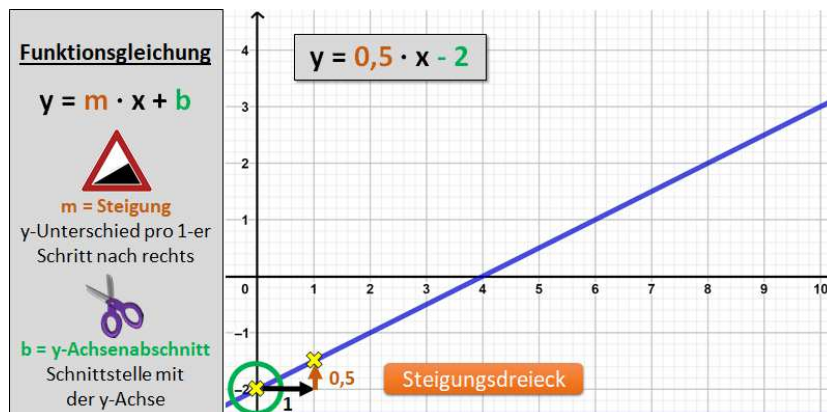 Funktionsgleichung
y = m · x + b
m = Steigung
y-Unterschied pro 1-er
Schritt nach rechts
b = y-Achsenabschnitt
Schnittstelle mit
der y-Achse
y = 0,5 · x - 2
4
3
2
1
0 1 2 3 4 5 6 7 8 9 10
−1
−2
0,5
1
Steigungsdreieck